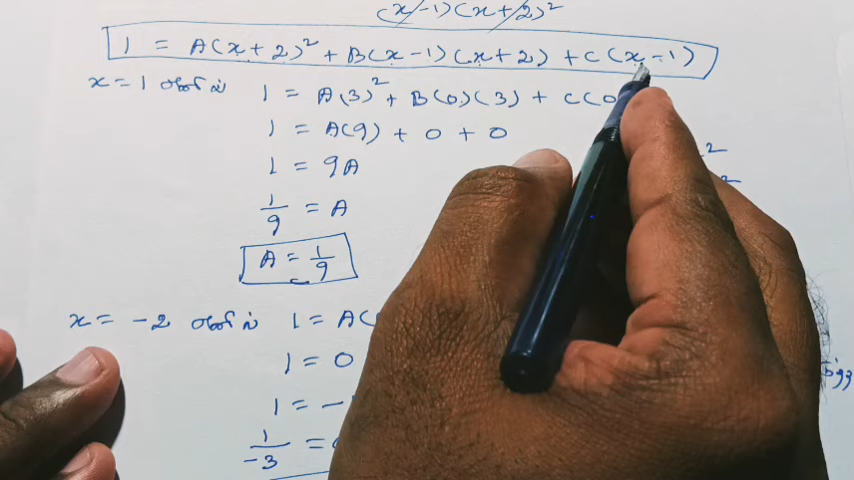 (x-1)(x+2)²
1 = A(x+2)² + B(x-1)(x+2) + C(x-1)
x=1 எனில் 1 = A(3)² + B(0)(3) + C(0
1 = A(9) + 0 + 0
1 = 9A
1/9 = A
A = 1/9
x = -2 எனில் 1 = A(
1 = 0
1 = -
1/-3 =